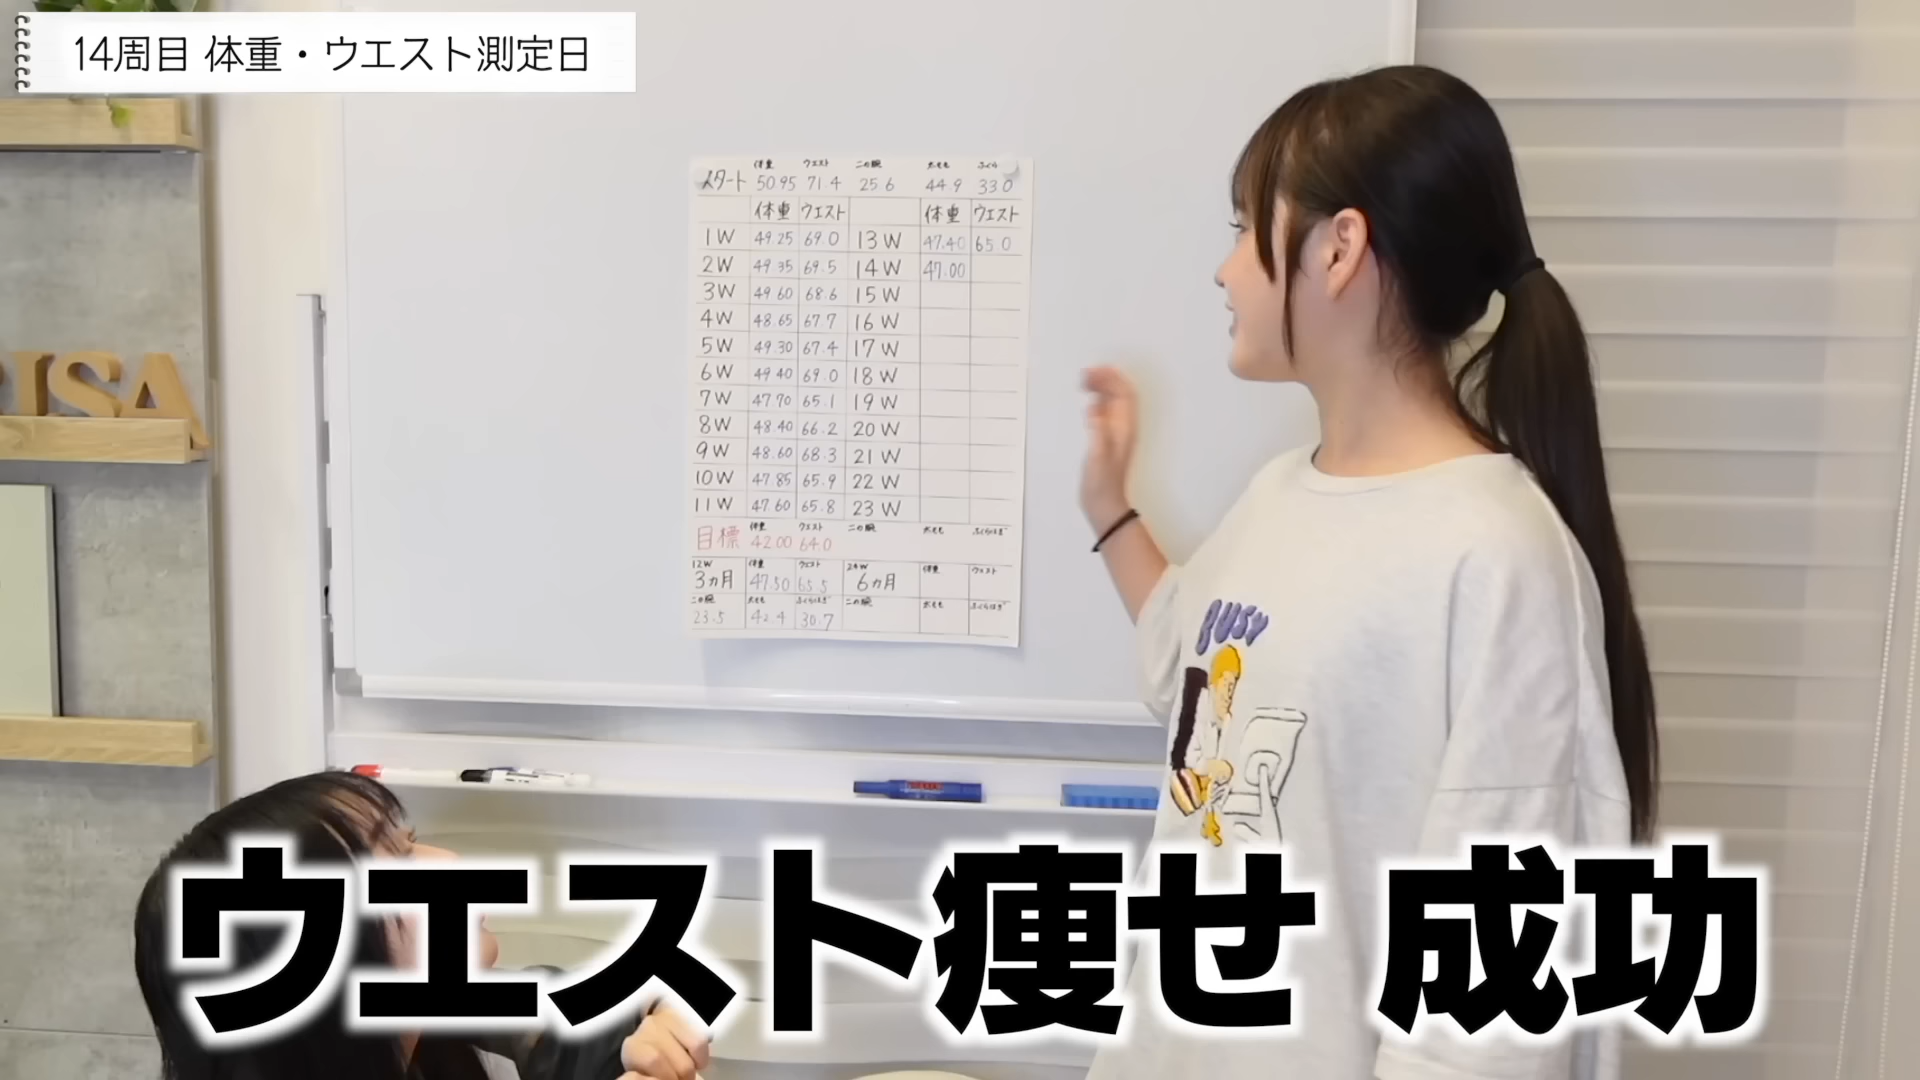 14周目 体重・ウエスト測定日
体重 ウエスト 二の腕 太もも ふくら
スタート 50.95 71.4 25.6 44.9 33.0
体重 ウエスト 体重 ウエスト
1W 49.25 69.0 13W 47.40 65.0
2W 49.35 69.5 14W 47.00
3W 49.60 68.6 15W
4W 48.65 67.7 16W
5W 49.30 67.4 17W
6W 49.40 69.0 18W
7W 47.70 65.1 19W
8W 48.40 66.2 20W
9W 48.60 68.3 21W
10W 47.85 65.9 22W
11W 47.60 65.8 23W
体重 ウエスト 二の腕 太もも ふくらはぎ
目標 42.00 64.0
12W 体重 ウエスト 24W 体重 ウエスト
3ヵ月 47.50 65.5 6ヵ月
二の腕 太もも ふくらはぎ 二の腕 太もも ふくらはぎ
23.5 42.4 30.7
ISA
BUSY
ウエスト痩せ 成功